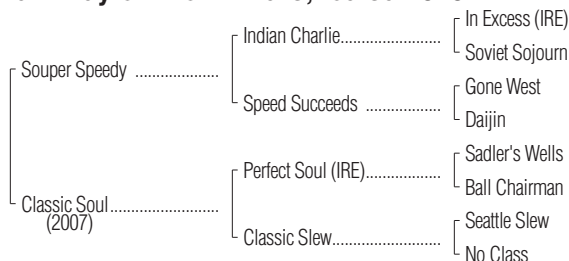 In Excess (IRE)
Indian Charlie....................
Soviet Sojourn
Souper Speedy .................
Gone West
Speed Succeeds ...............
Daijin
Sadler's Wells
Perfect Soul (IRE)...............
Ball Chairman
Classic Soul......................
(2007)
Seattle Slew
Classic Slew......................
No Class